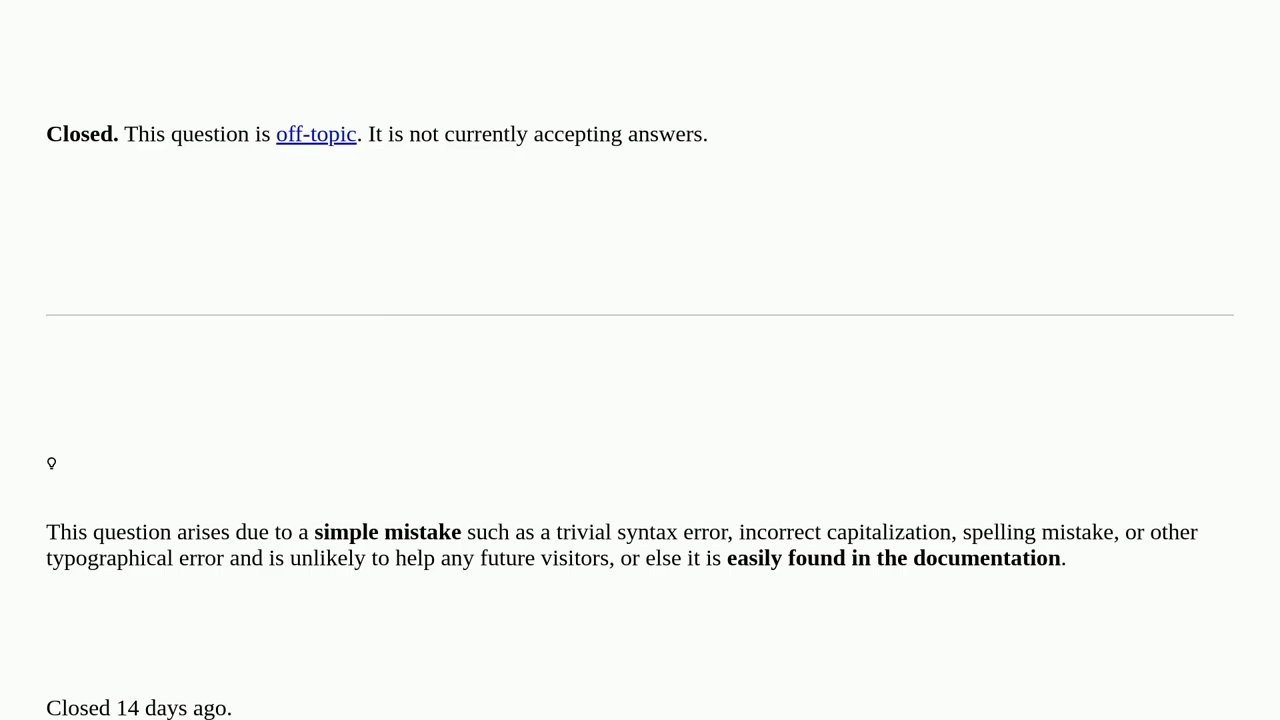 Closed. This question is off-topic. It is not currently accepting answers.
This question arises due to a simple mistake such as a trivial syntax error, incorrect capitalization, spelling mistake, or other
typographical error and is unlikely to help any future visitors, or else it is easily found in the documentation.
Closed 14 days ago.